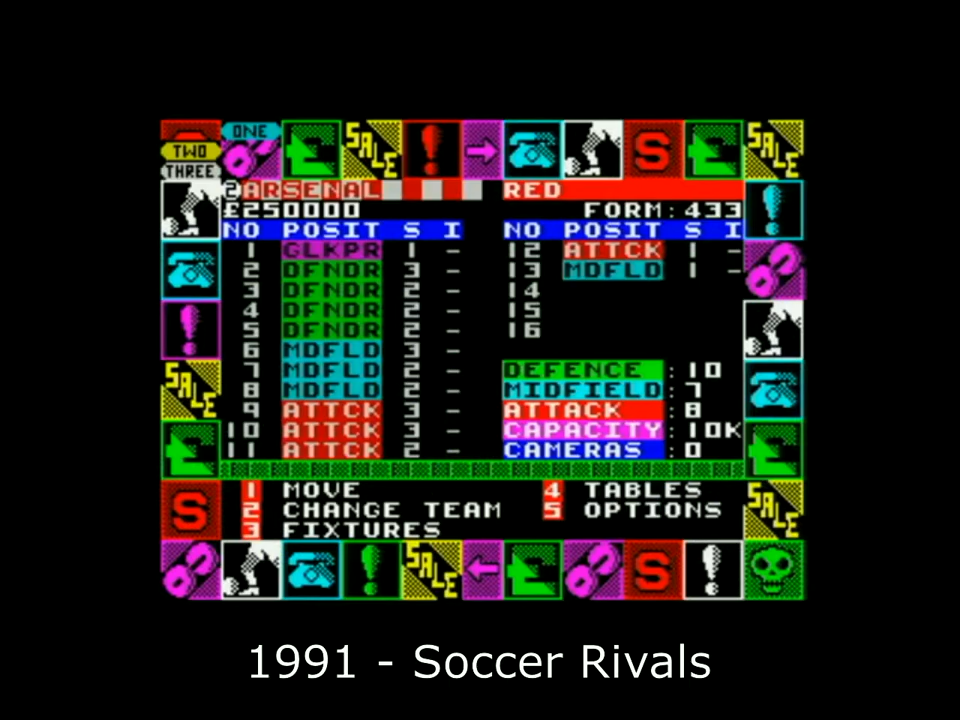 ONE SALE ! S SALE
TWO
THREE
2 ARSENAL RED
£250000 FORM:433
NO POSIT S I NO POSIT S I
1 GLKPR 1 - 12 ATTCK 1 -
2 DFNDR 3 - 13 MDFLD 1 -
3 DFNDR 2 - 14
4 DFNDR 2 - 15
5 DFNDR 2 - 16
6 MDFLD 3 -
7 MDFLD 2 - DEFENCE :10
8 MDFLD 2 - MIDFIELD:7
9 ATTCK 3 - ATTACK :8
10 ATTCK 3 - CAPACITY:10K
11 ATTCK 2 - CAMERAS :0
!
!
SALE
S
1 MOVE 4 TABLES
2 CHANGE TEAM 5 OPTIONS
3 FIXTURES
SALE
! SALE S !
1991 - Soccer Rivals